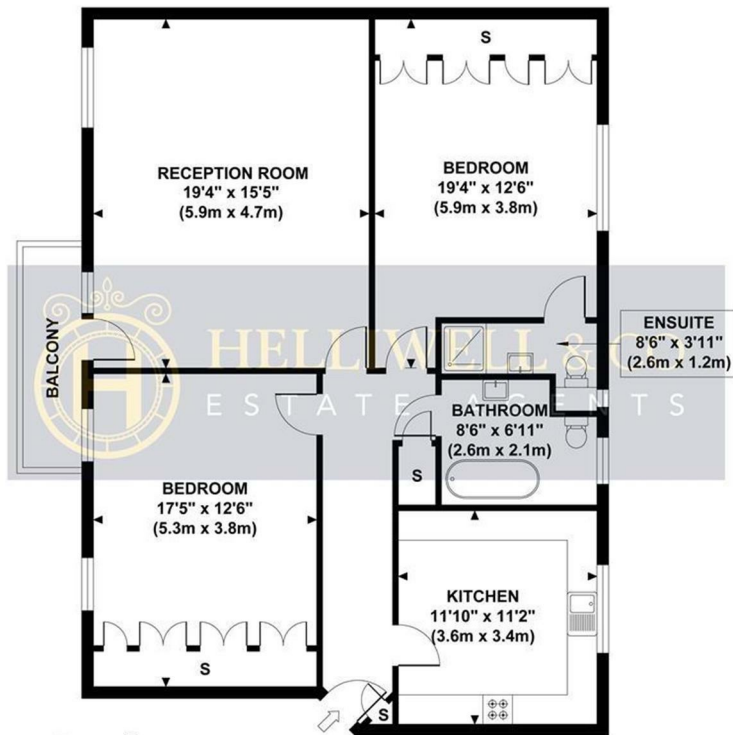 S
RECEPTION ROOM
19'4" x 15'5"
(5.9m x 4.7m)
BEDROOM
19'4" x 12'6"
(5.9m x 3.8m)
BALCONY
HELLIWELL & CO
ESTATE AGENTS
H
ENSUITE
8'6" x 3'11"
(2.6m x 1.2m)
BATHROOM
8'6" x 6'11"
(2.6m x 2.1m)
S
BEDROOM
17'5" x 12'6"
(5.3m x 3.8m)
KITCHEN
11'10" x 11'2"
(3.6m x 3.4m)
S
S